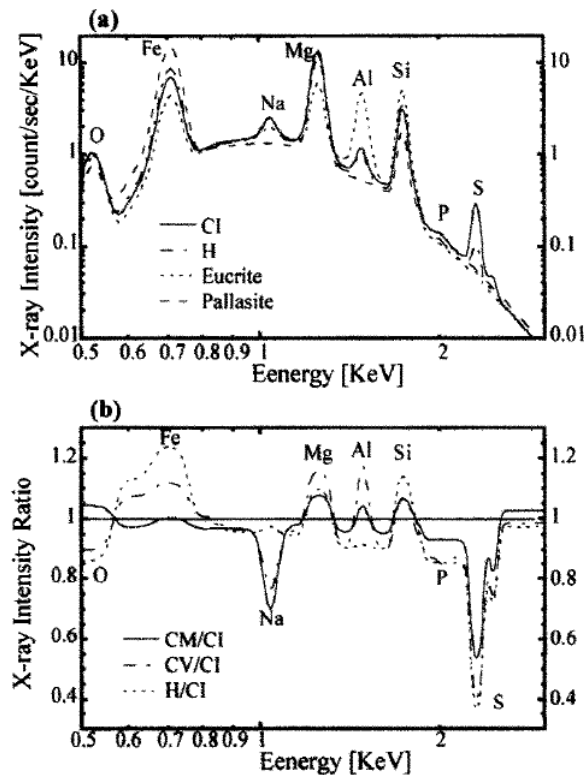 (a)
Fe
Mg
Al
Si
Na
O
P
S
10
1
0.1
0.01
10
1
0.1
0.01
X-ray Intensity [count/sec/KeV]
CI
H
Eucrite
Pallasite
0.5 0.6 0.7 0.8 0.9 1 2
Eenergy [KeV]
(b)
Fe
Mg Al Si
O
Na
P
S
1.2
1
0.8
0.6
0.4
1.2
1
0.8
0.6
0.4
X-ray Intensity Ratio
CM/CI
CV/CI
H/CI
0.5 0.6 0.7 0.8 0.9 1 2
Eenergy [KeV]